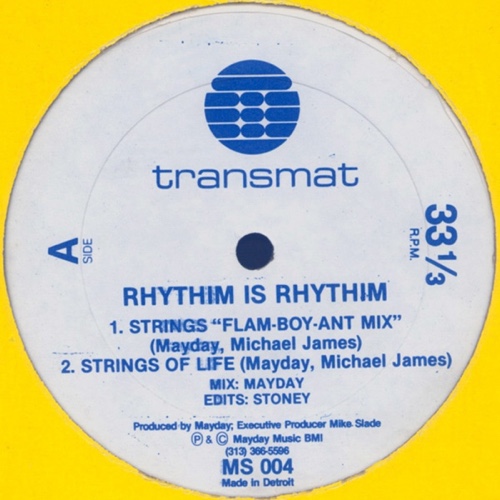 transmat
A
SIDE
33 1/3
R.P.M.
RHYTHIM IS RHYTHIM
1. STRINGS "FLAM-BOY-ANT MIX"
(Mayday, Michael James)
2. STRINGS OF LIFE (Mayday, Michael James)
MIX: MAYDAY
EDITS: STONEY
Produced by Mayday; Executive Producer Mike Slade
Ⓟ & Ⓒ Mayday Music BMI
(313) 366-5596
MS 004
Made in Detroit